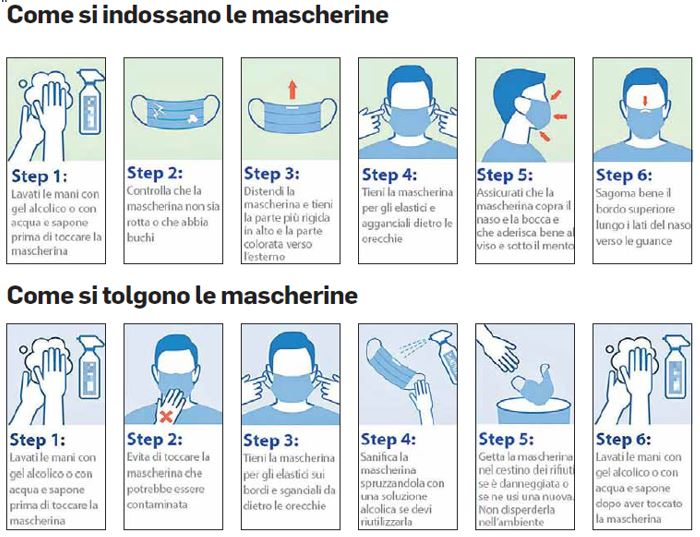 Come si indossano le mascherine
Step 1:
Lavati le mani con
gel alcolico o con
acqua e sapone
prima di toccare la
mascherina
Step 2:
Controlla che la
mascherina non sia
rotta o che abbia
buchi
Step 3:
Distendi la
mascherina e tieni
la parte più rigida
in alto e la parte
colorata verso
l'esterno
Step 4:
Tieni la mascherina
per gli elastici e
agganciali dietro le
orecchie
Step 5:
Assicurati che la
mascherina copra il
naso e la bocca e
che aderisca bene al
viso e sotto il mento
Step 6:
Sagoma bene il
bordo superiore
lungo i lati del naso
verso le guance
Come si tolgono le mascherine
Step 1:
Lavati le mani con
gel alcolico o con
acqua e sapone
prima di toccare la
mascherina
Step 2:
Evita di toccare la
mascherina che
potrebbe essere
contaminata
Step 3:
Tieni la mascherina
per gli elastici sui
bordi e sganciali da
dietro le orecchie
Step 4:
Sanifica la
mascherina
spruzzandola con
una soluzione
alcolica se devi
riutilizzarla
Step 5:
Getta la mascherina
nel cestino dei rifiuti
se è danneggiata o
se ne usi una nuova.
Non disperderla
nell'ambiente
Step 6:
Lavati le mani con
gel alcolico o con
acqua e sapone
dopo aver toccato
la mascherina